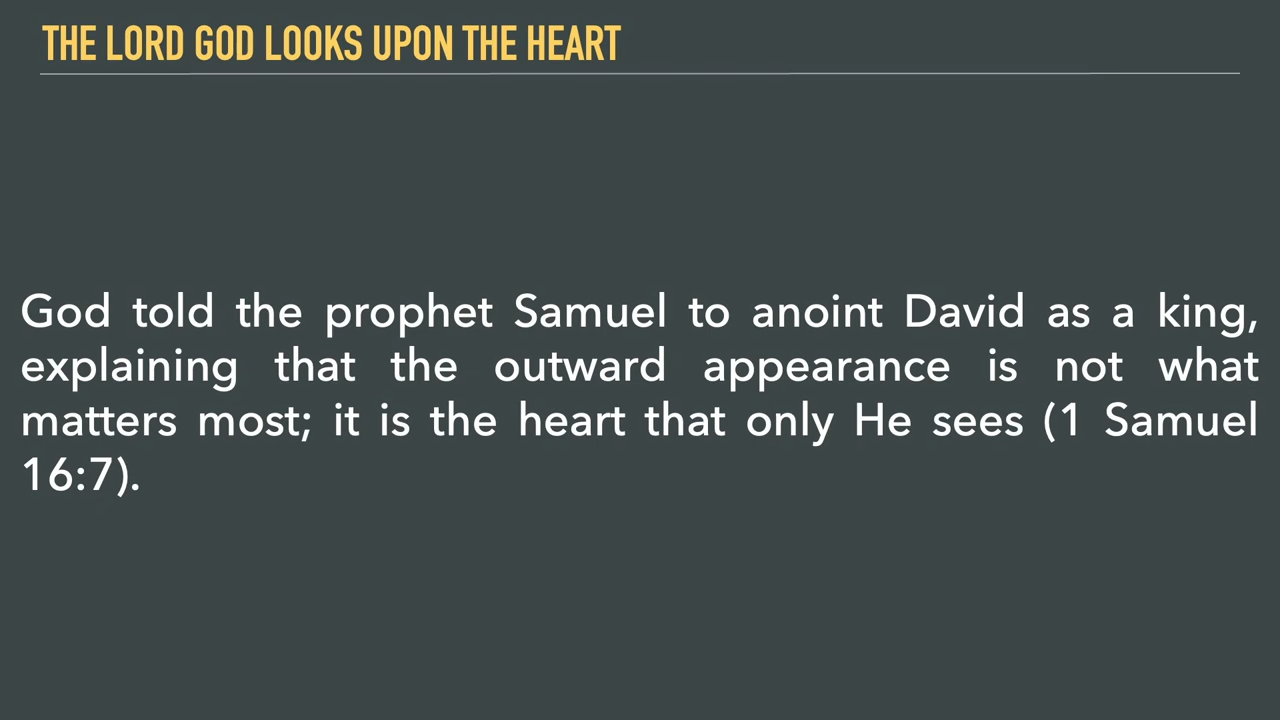 THE LORD GOD LOOKS UPON THE HEART
God told the prophet Samuel to anoint David as a king,
explaining that the outward appearance is not what
matters most; it is the heart that only He sees (1 Samuel
16:7).